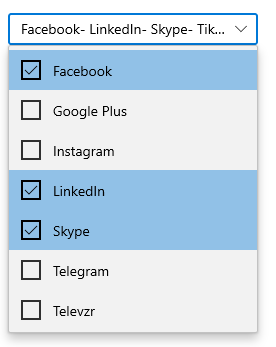 Facebook- LinkedIn- Skype- Tik...
Facebook
Google Plus
Instagram
LinkedIn
Skype
Telegram
Televzr